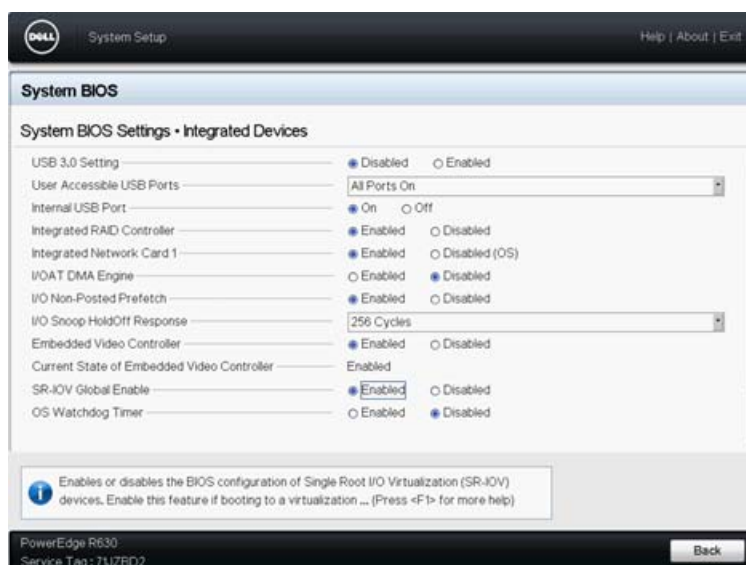 DELL
System Setup
Help | About | Exit
System BIOS
System BIOS Settings • Integrated Devices
USB 3.0 Setting Disabled Enabled
User Accessible USB Ports All Ports On
Internal USB Port On Off
Integrated RAID Controller Enabled Disabled
Integrated Network Card 1 Enabled Disabled (OS)
I/OAT DMA Engine Enabled Disabled
I/O Non-Posted Prefetch Enabled Disabled
I/O Snoop HoldOff Response 256 Cycles
Embedded Video Controller Enabled Disabled
Current State of Embedded Video Controller Enabled
SR-IOV Global Enable Enabled Disabled
OS Watchdog Timer Enabled Disabled
Enables or disables the BIOS configuration of Single Root I/O Virtualization (SR-IOV)
devices. Enable this feature if booting to a virtualization ... (Press <F1> for more help)
PowerEdge R630
Service Tag : 71JZBD2
Back